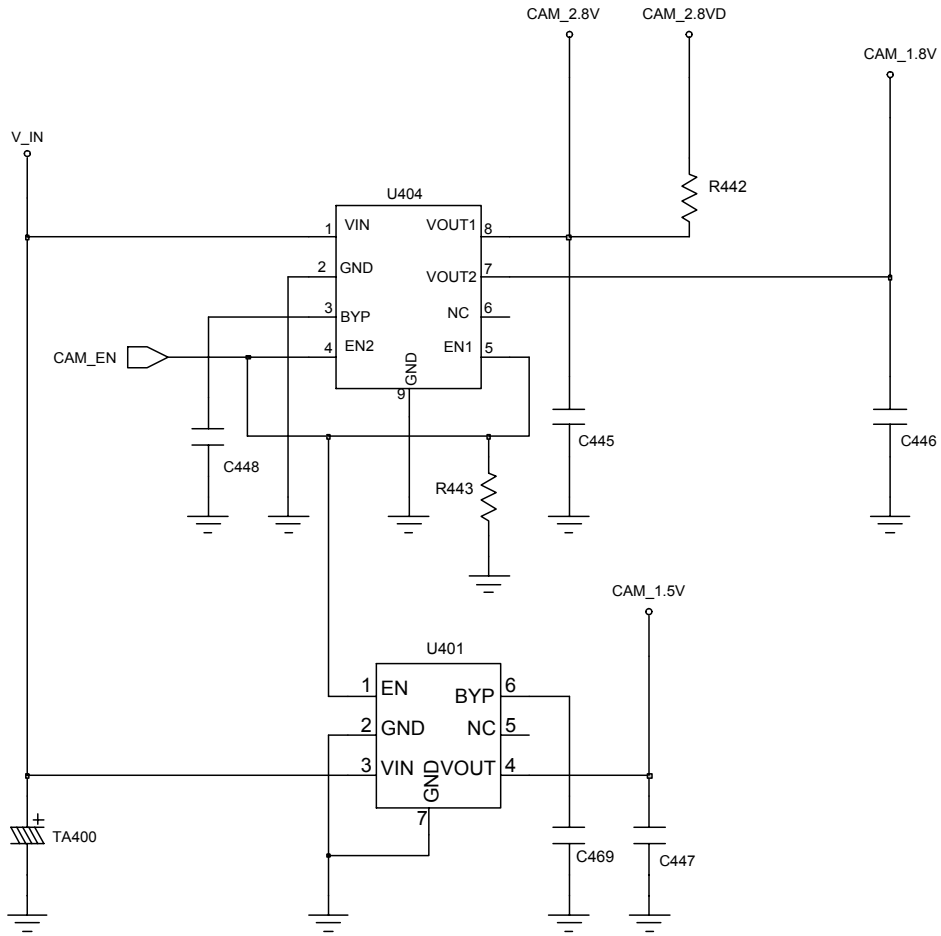 CAM_2.8V
CAM_2.8VD
CAM_1.8V
V_IN
R442
U404
1
VIN
VOUT1
8
2
GND
VOUT2
7
3
BYP
NC
6
CAM_EN
4
EN2
EN1
5
GND
9
C448
R443
C445
C446
CAM_1.5V
U401
1
EN
BYP
6
2
GND
NC
5
3
VIN
VOUT
4
GND
7
+
TA400
C469
C447